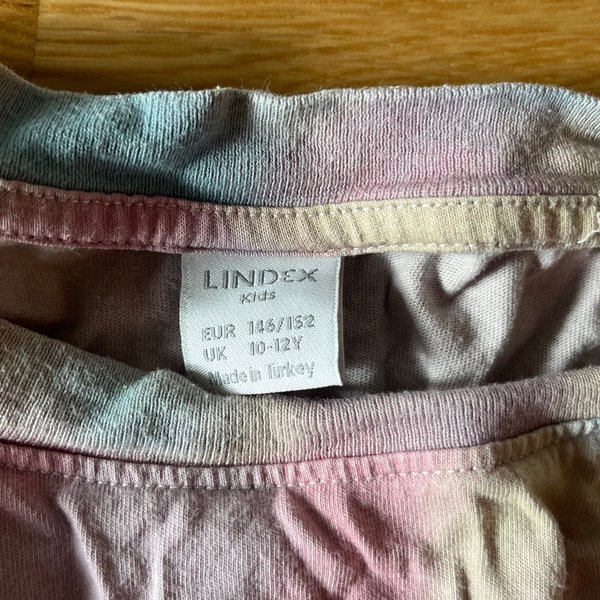 LINDEX
Kids
EUR 146/152
UK 10-12Y
Made in Turkey